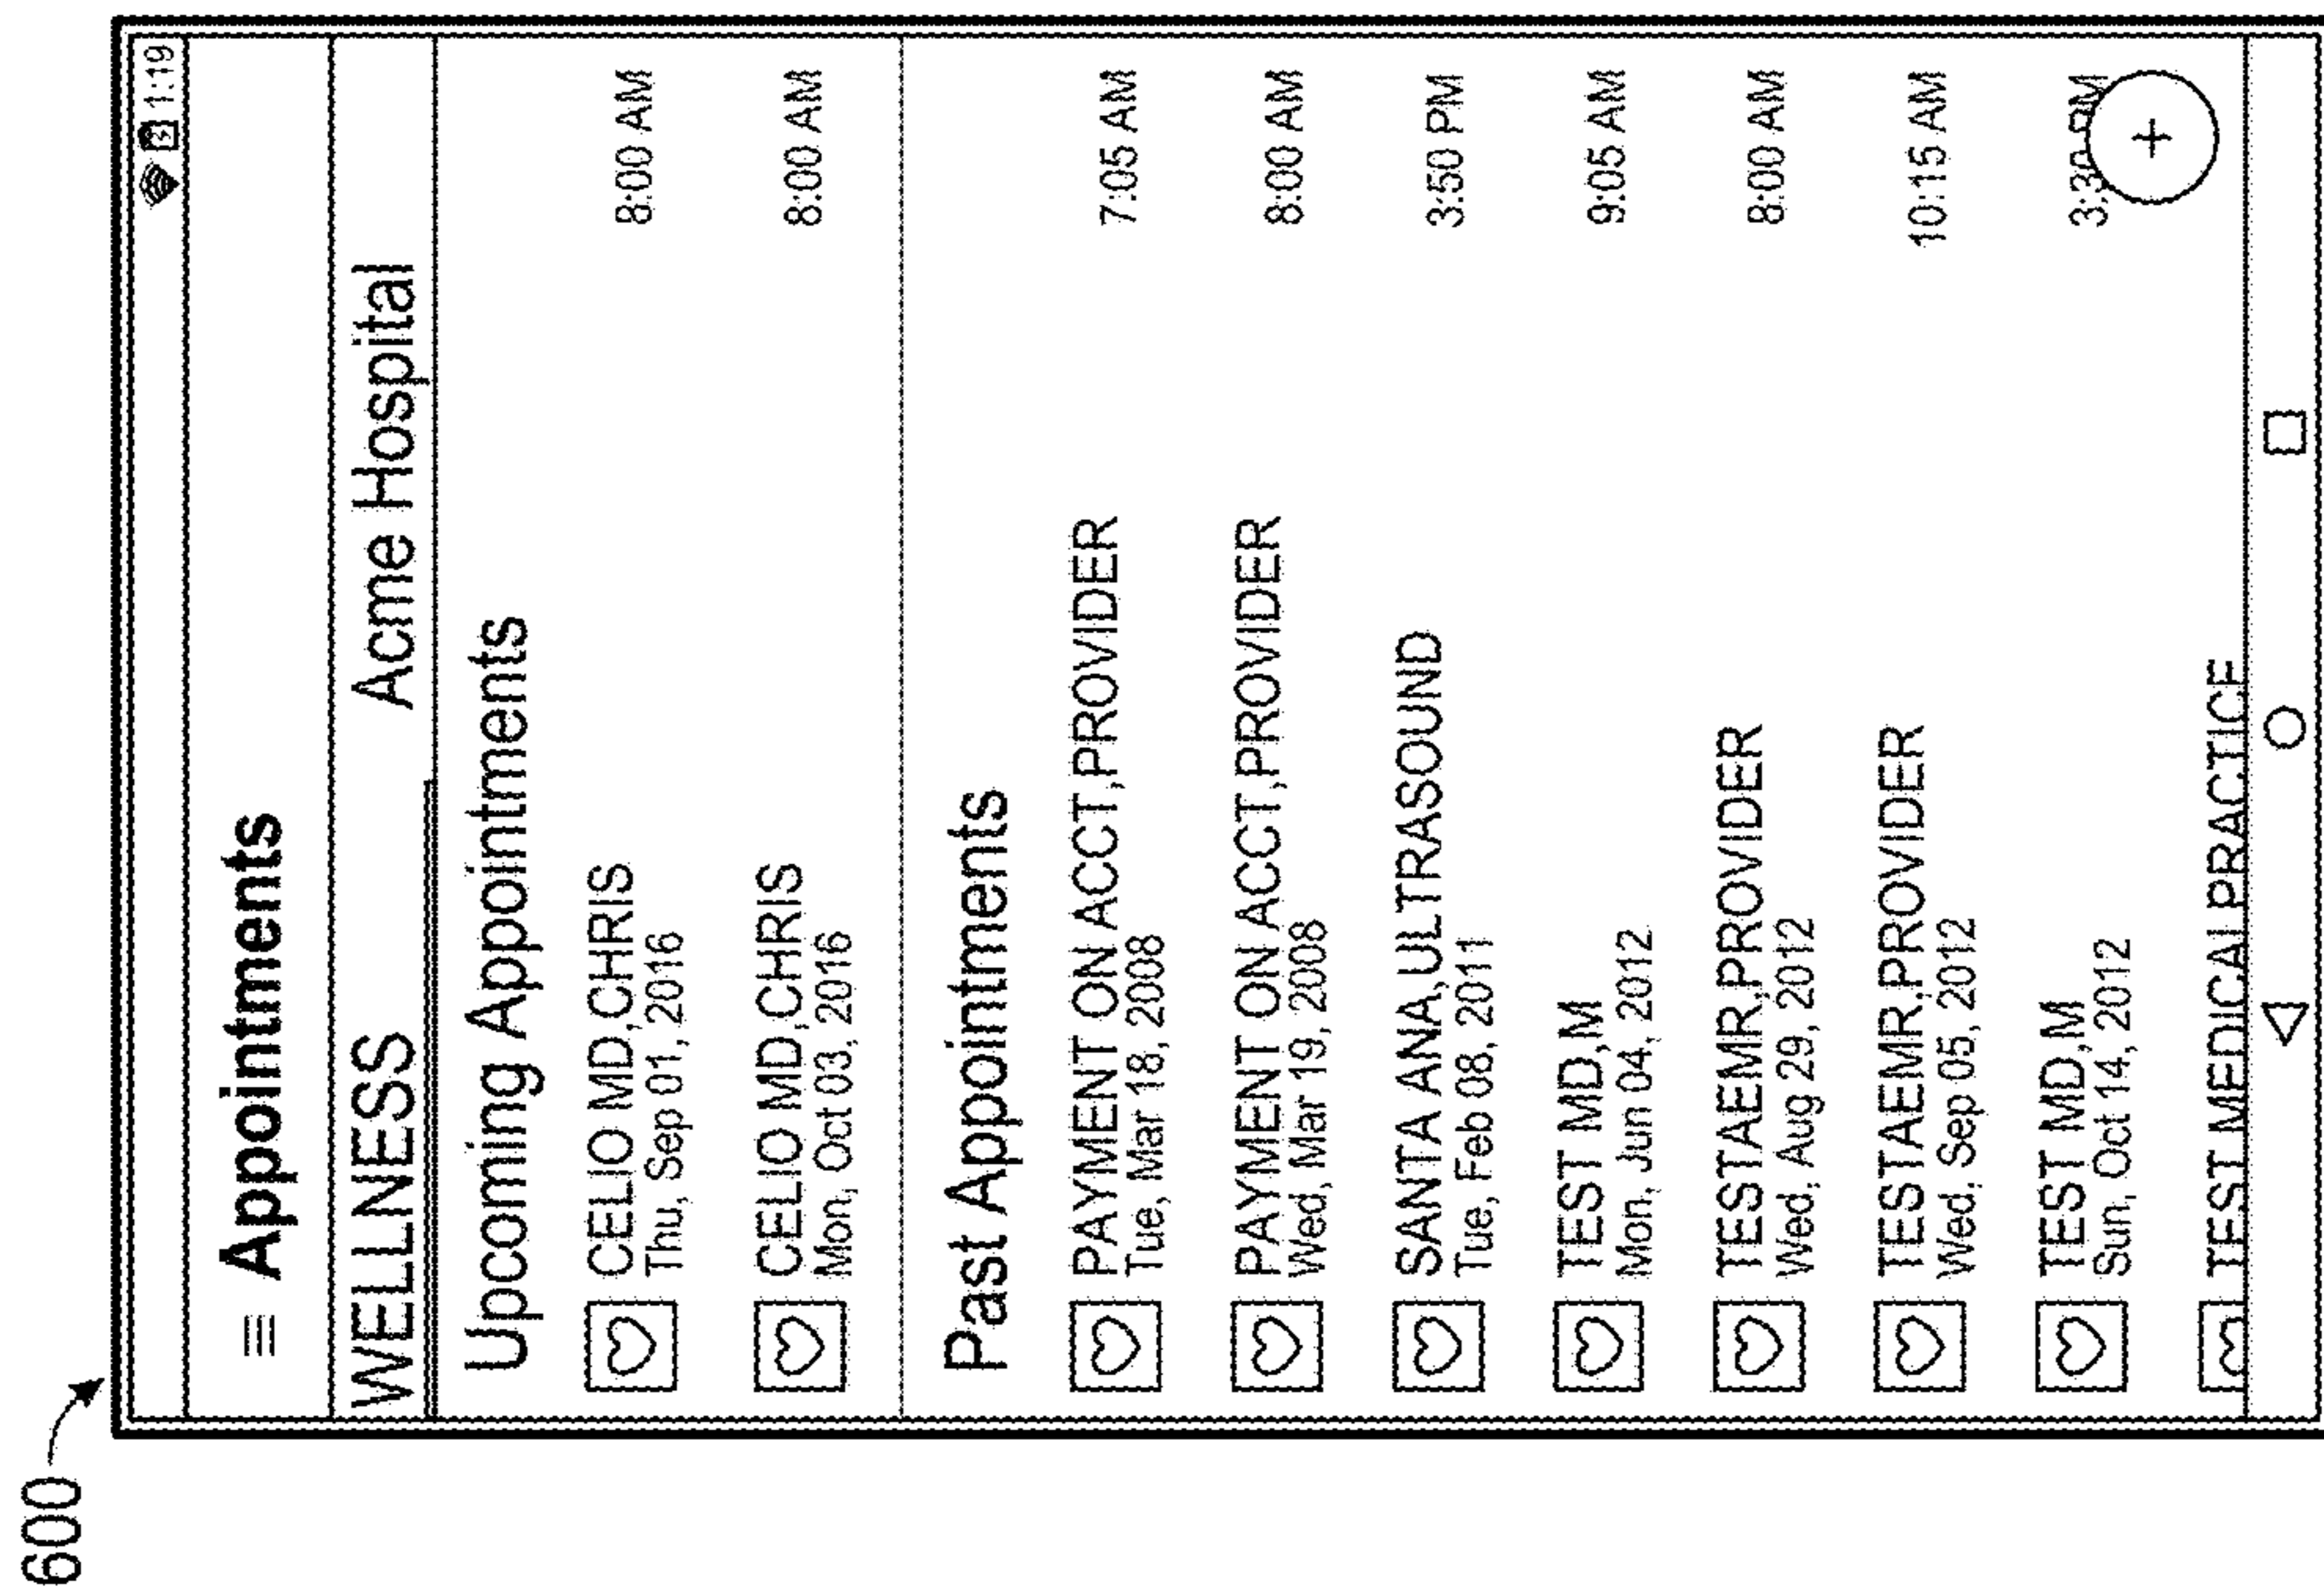 600
1:19
Appointments
WELLNESS Acme Hospital
Upcoming Appointments
CELIO MD,CHRIS
Thu, Sep 01, 2016 8:00 AM
CELIO MD,CHRIS
Mon, Oct 03, 2016 8:00 AM
Past Appointments
PAYMENT ON ACCT,PROVIDER
Tue, Mar 18, 2008 7:05 AM
PAYMENT ON ACCT,PROVIDER
Wed, Mar 19, 2008 8:00 AM
SANTA ANA,ULTRASOUND
Tue, Feb 08, 2011 3:50 PM
TEST MD,M
Mon, Jun 04, 2012 9:05 AM
TESTAEMR,PROVIDER
Wed, Aug 29, 2012 8:00 AM
TESTAEMR,PROVIDER
Wed, Sep 05, 2012 10:15 AM
TEST MD,M
Sun, Oct 14, 2012 3:30 PM
+
TEST MEDICAL PRACTICE